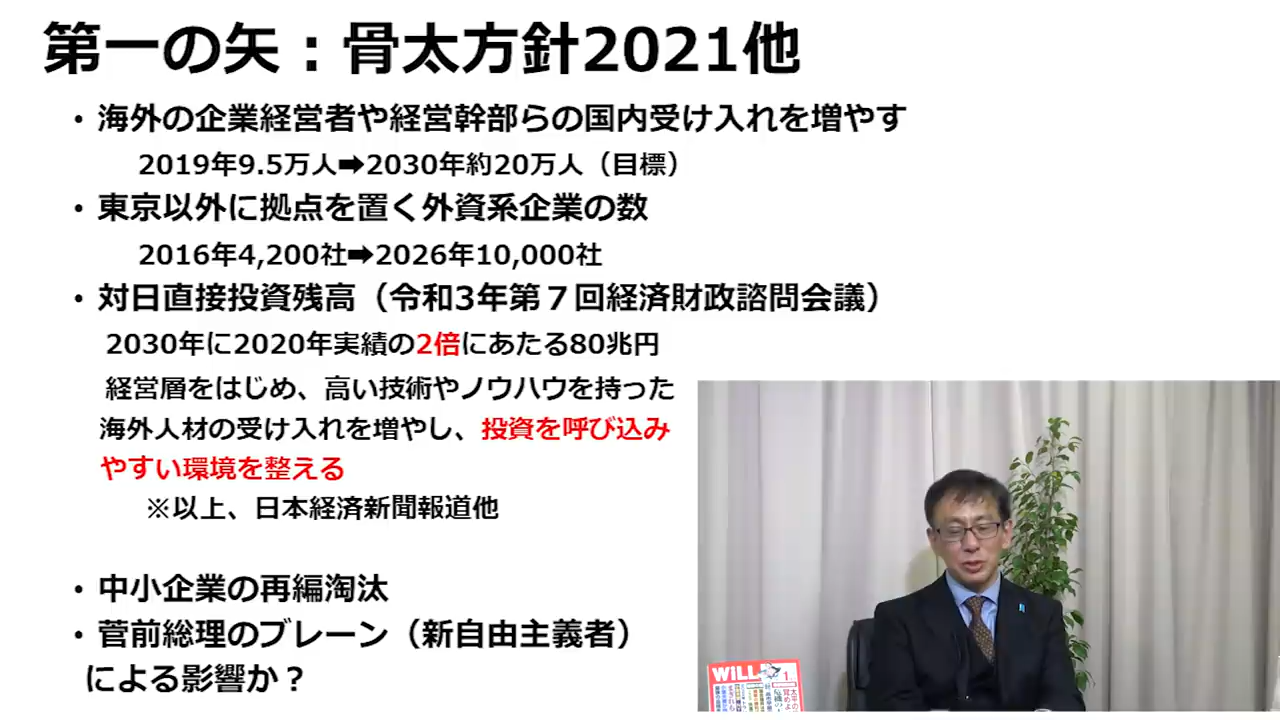 第一の矢：骨太方針2021他
・海外の企業経営者や経営幹部らの国内受け入れを増やす
2019年9.5万人➡2030年約20万人（目標）
・東京以外に拠点を置く外資系企業の数
2016年4,200社➡2026年10,000社
・対日直接投資残高（令和3年第７回経済財政諮問会議）
2030年に2020年実績の2倍にあたる80兆円
経営層をはじめ、高い技術やノウハウを持った
海外人材の受け入れを増やし、投資を呼び込み
やすい環境を整える
※以上、日本経済新聞報道他
・中小企業の再編淘汰
・菅前総理のブレーン（新自由主義者）
による影響か？
WILL
1